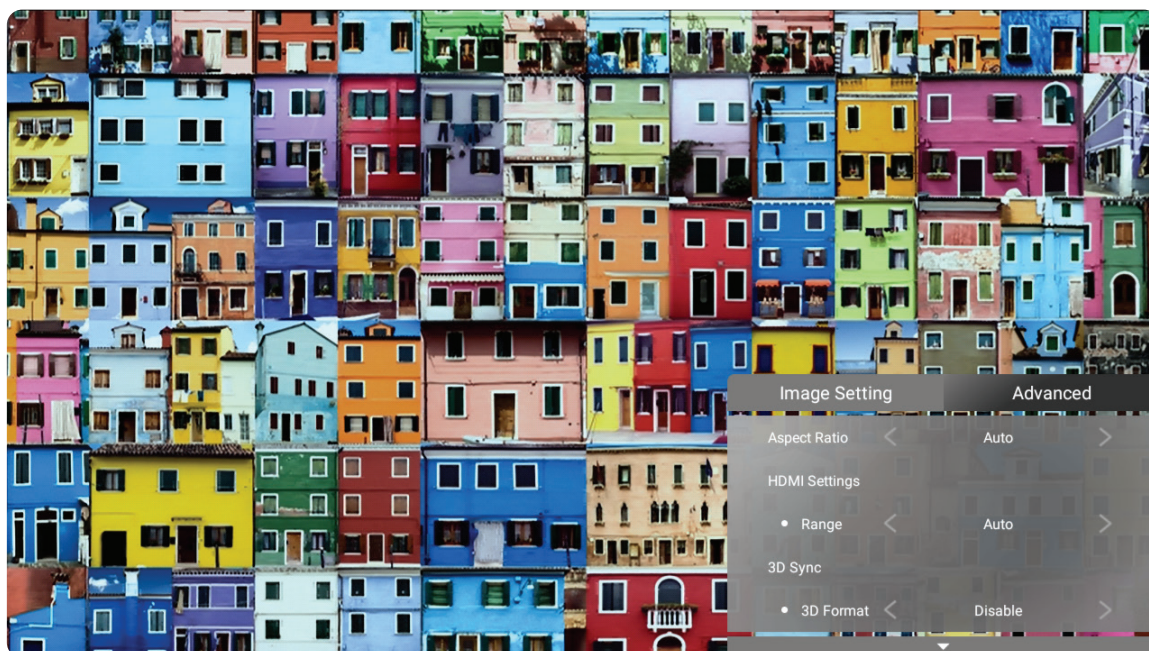 Image Setting Advanced
Aspect Ratio Auto
HDMI Settings
• Range Auto
3D Sync
• 3D Format Disable